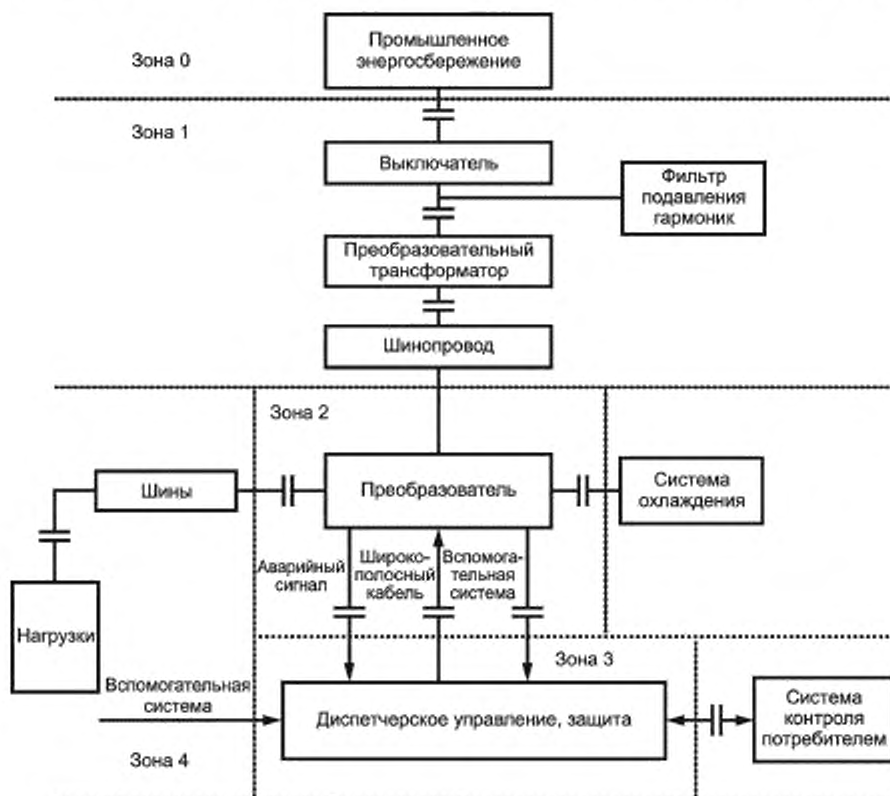 Промышленное
энергосбережение
Зона 0
Зона 1
Выключатель
Фильтр
подавления
гармоник
Преобразовательный
трансформатор
Шинопровод
Зона 2
Шины
Преобразователь
Система
охлаждения
Аварийный
сигнал
Широко-
полосный
кабель
Вспомога-
тельная
система
Нагрузки
Зона 3
Вспомогательная
система
Диспетчерское управление, защита
Система
контроля
потребителем
Зона 4